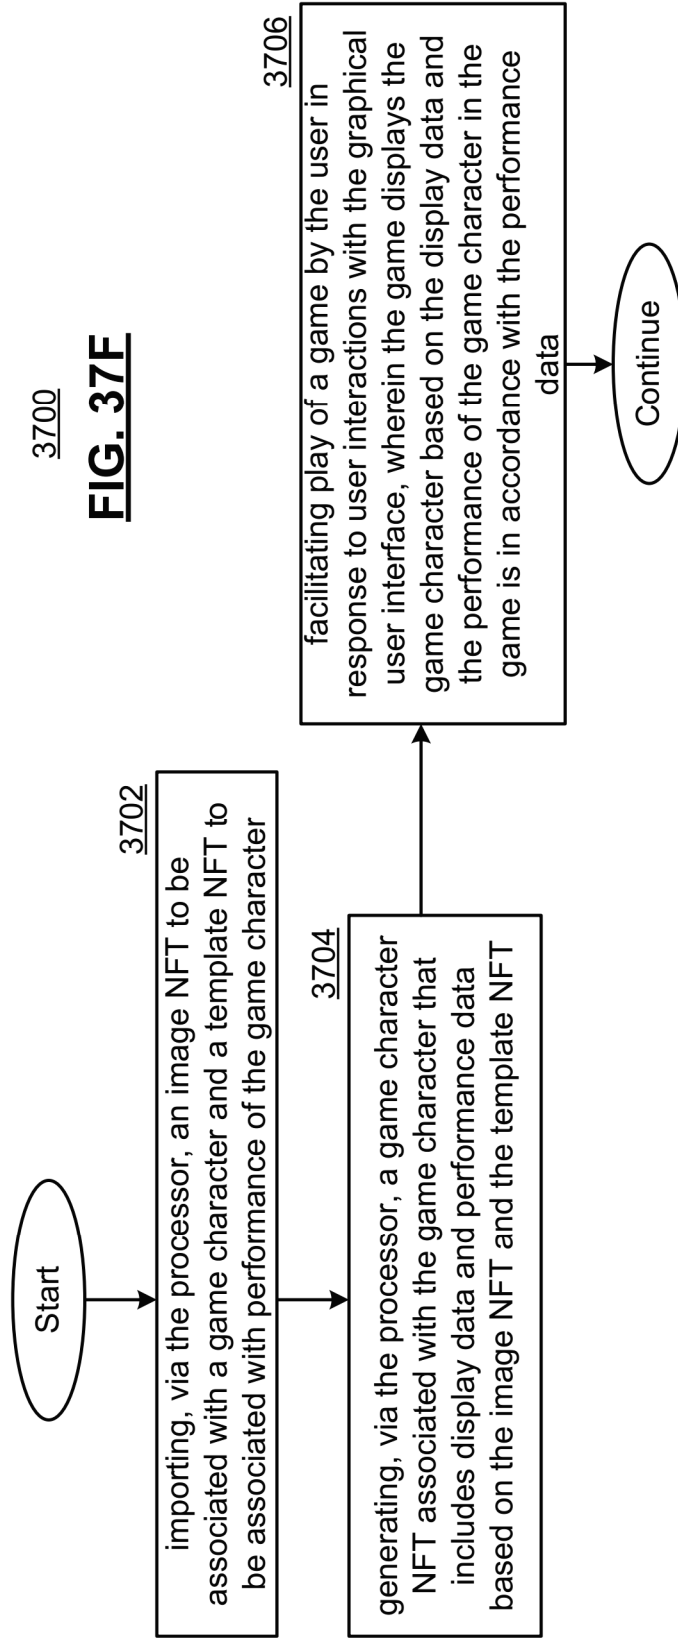 3700
FIG. 37F
Start
3702
importing, via the processor, an image NFT to be
associated with a game character and a template NFT to
be associated with performance of the game character
3704
generating, via the processor, a game character
NFT associated with the game character that
includes display data and performance data
based on the image NFT and the template NFT
3706
facilitating play of a game by the user in
response to user interactions with the graphical
user interface, wherein the game displays the
game character based on the display data and
the performance of the game character in the
game is in accordance with the performance
data
Continue